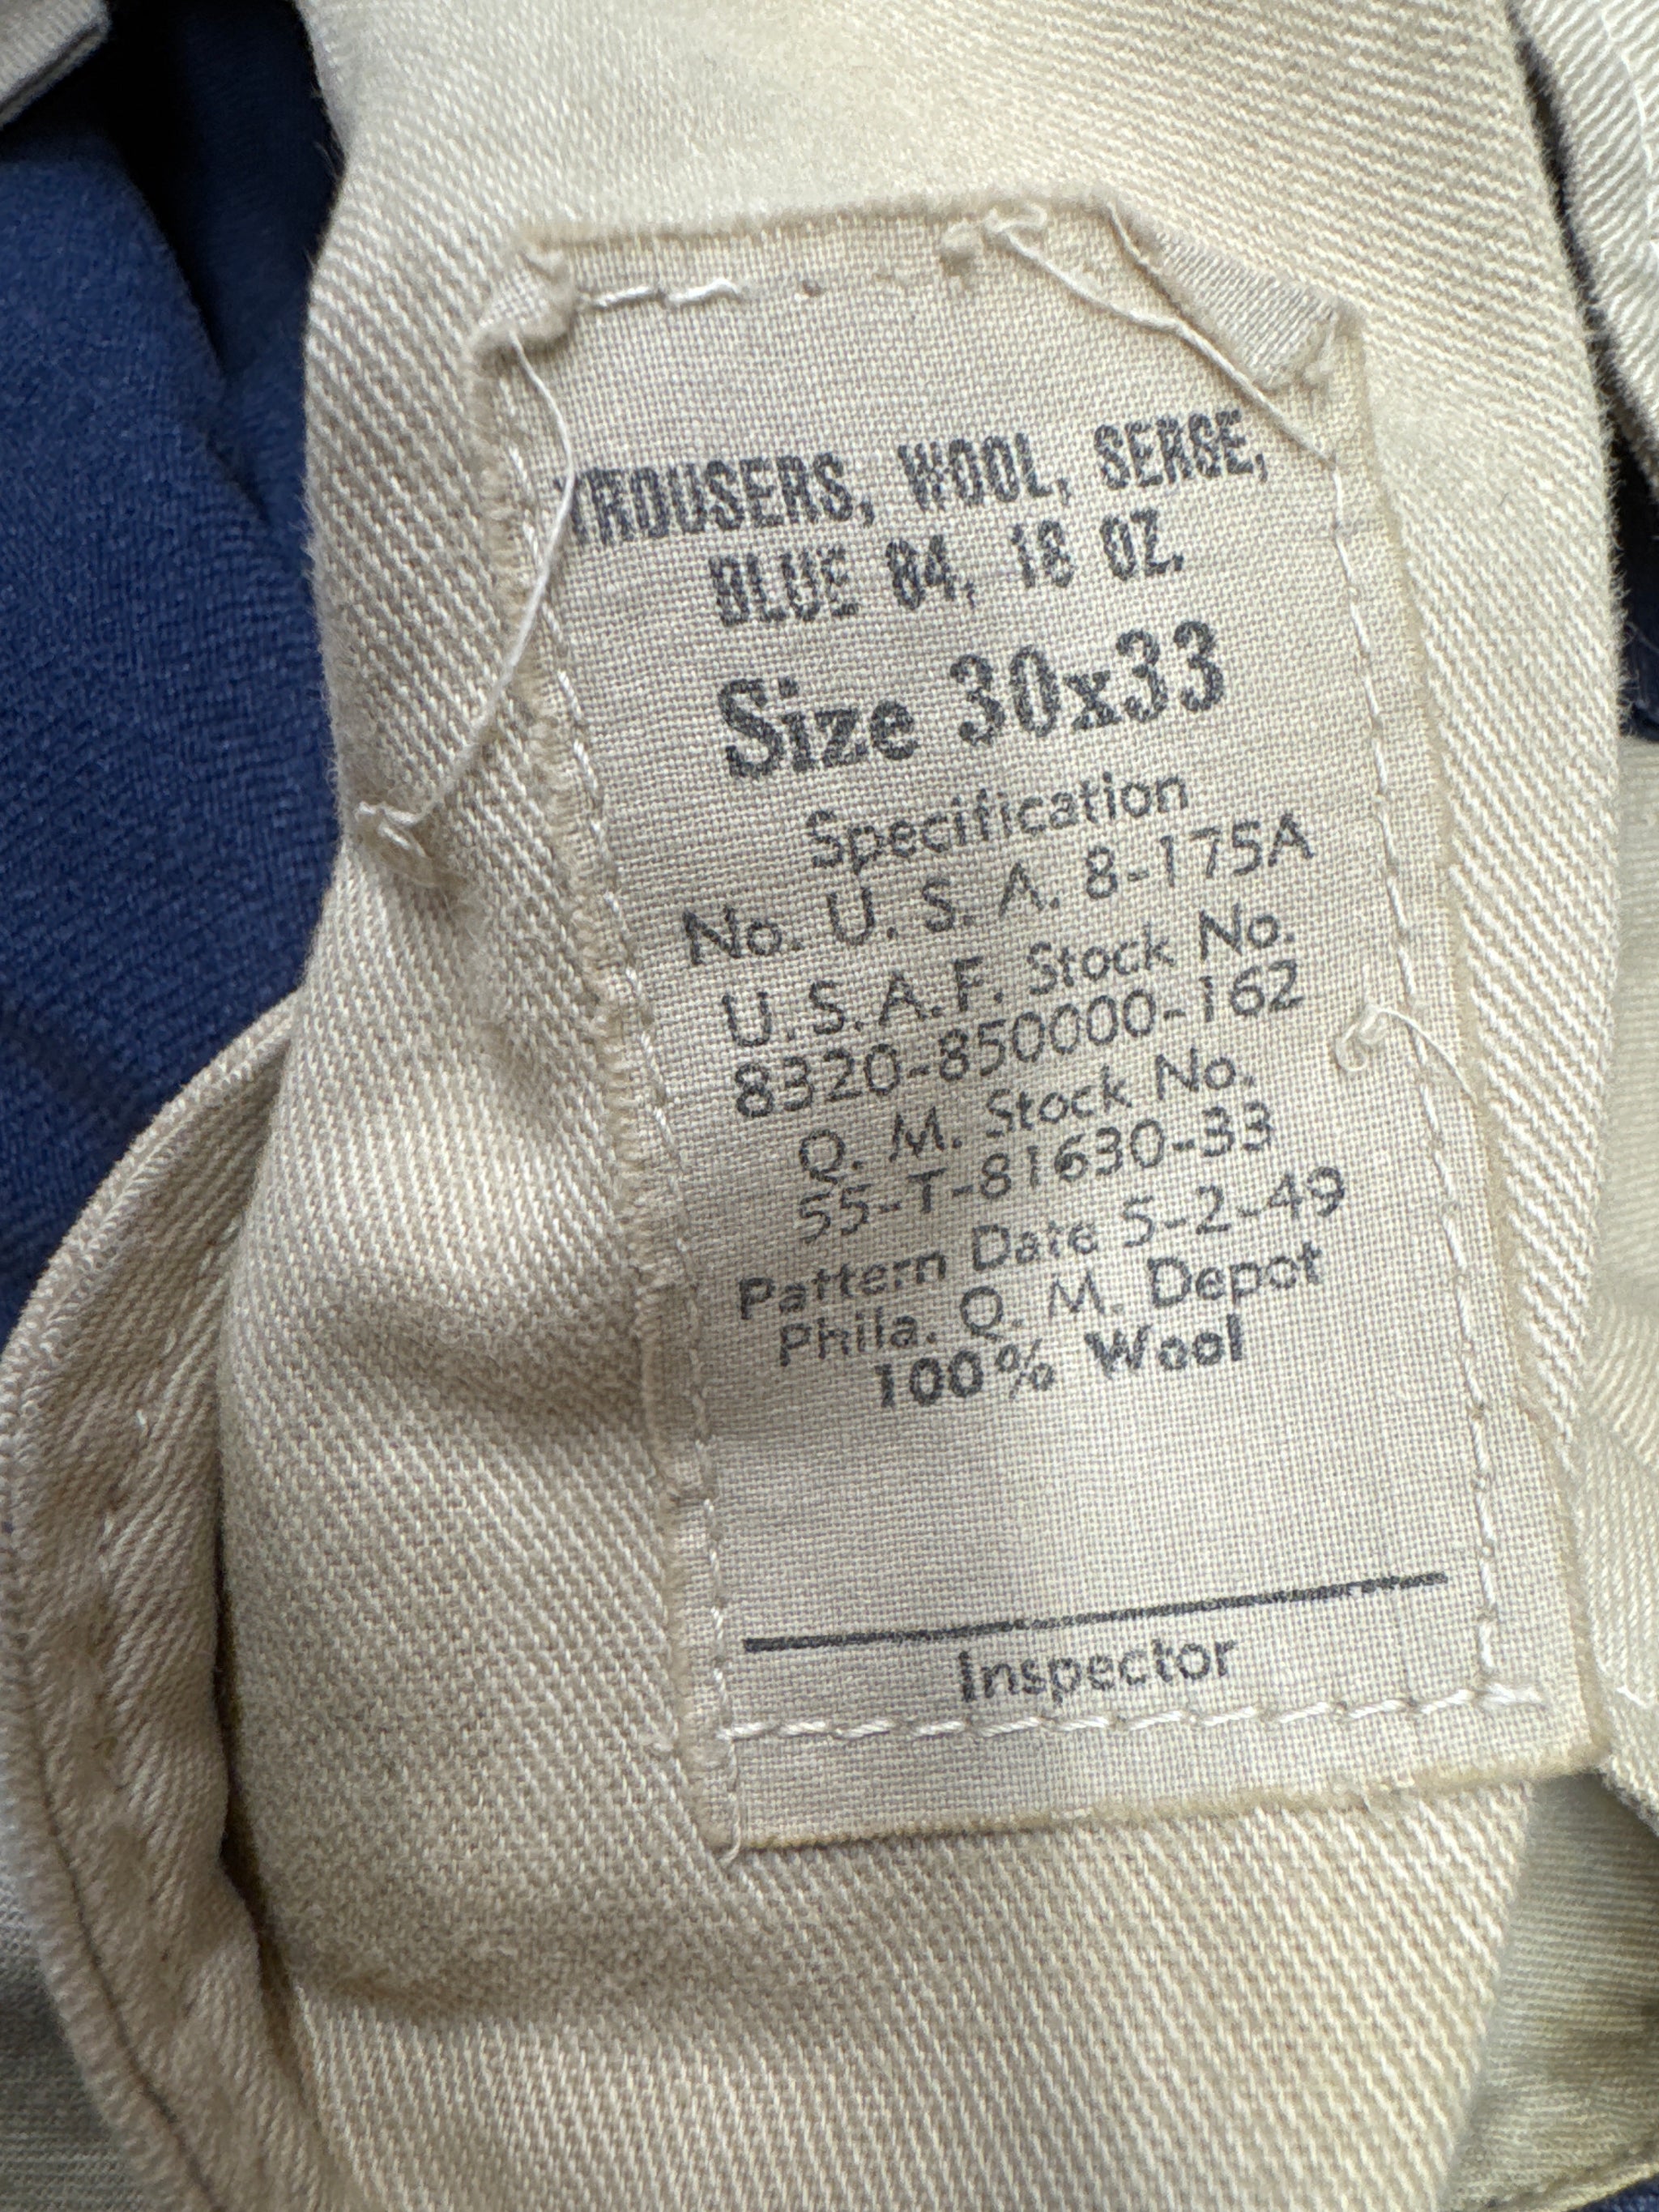 TROUSERS, WOOL, SERGE,
BLUE 84, 18 OZ.
Size 30x33
Specification
No. U. S. A. 8-175A
U. S. A. F. Stock No.
8320-850000-162
Q. M. Stock No.
55-T-81630-33
Pattern Date 5-2-49
Phila. Q. M. Depot
100% Wool
Inspector